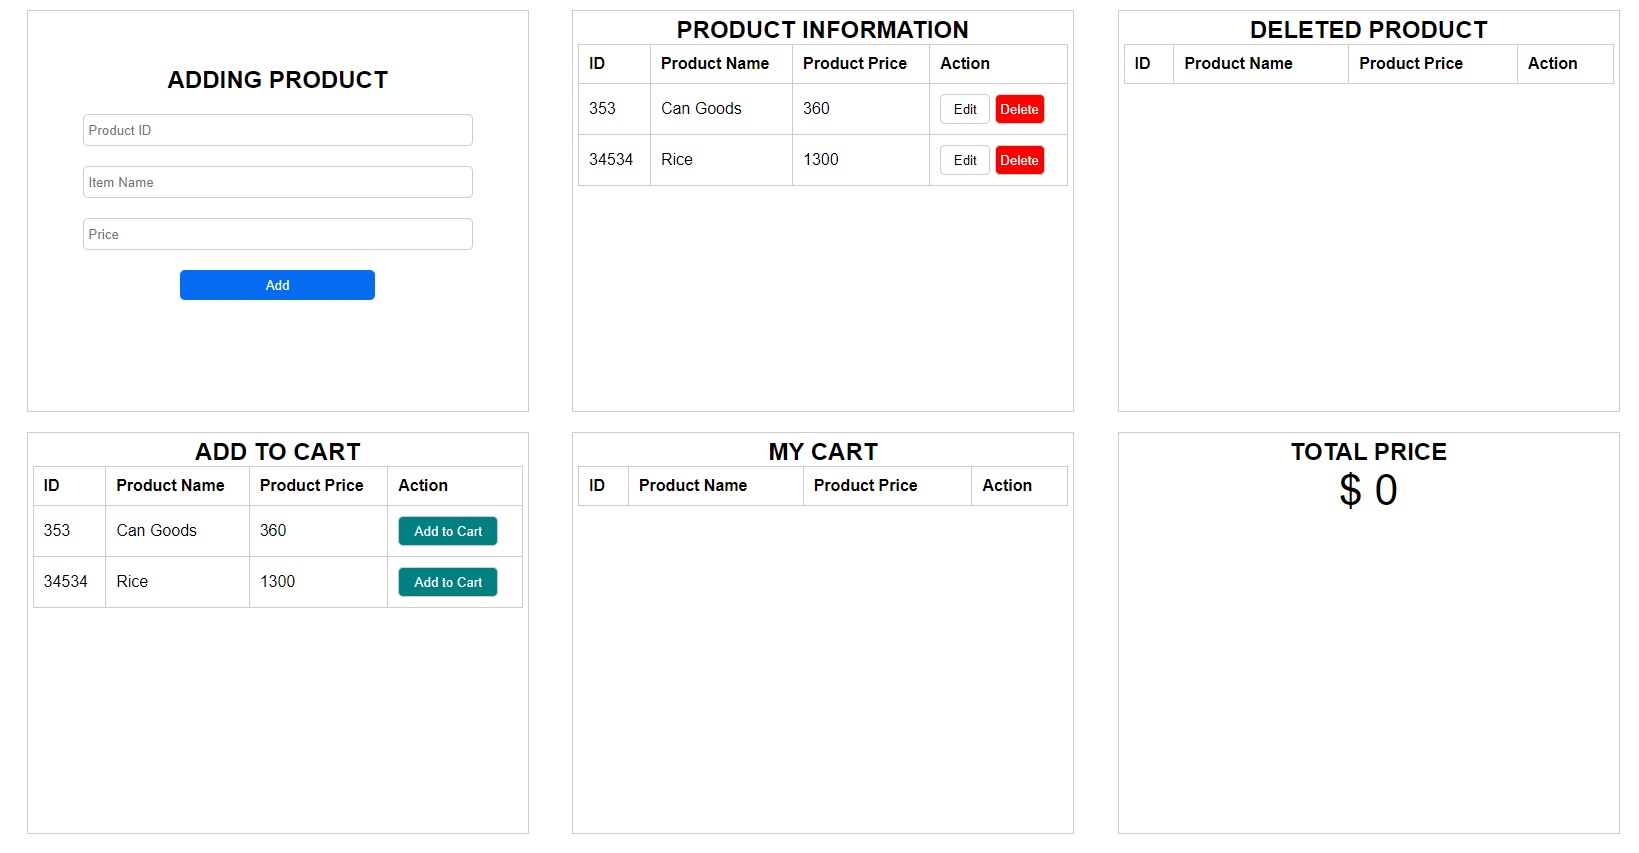 ADDING PRODUCT
Product ID
Item Name
Price
Add
PRODUCT INFORMATION
ID Product Name Product Price Action
353 Can Goods 360 Edit Delete
34534 Rice 1300 Edit Delete
DELETED PRODUCT
ID Product Name Product Price Action
ADD TO CART
ID Product Name Product Price Action
353 Can Goods 360 Add to Cart
34534 Rice 1300 Add to Cart
MY CART
ID Product Name Product Price Action
TOTAL PRICE
$ 0